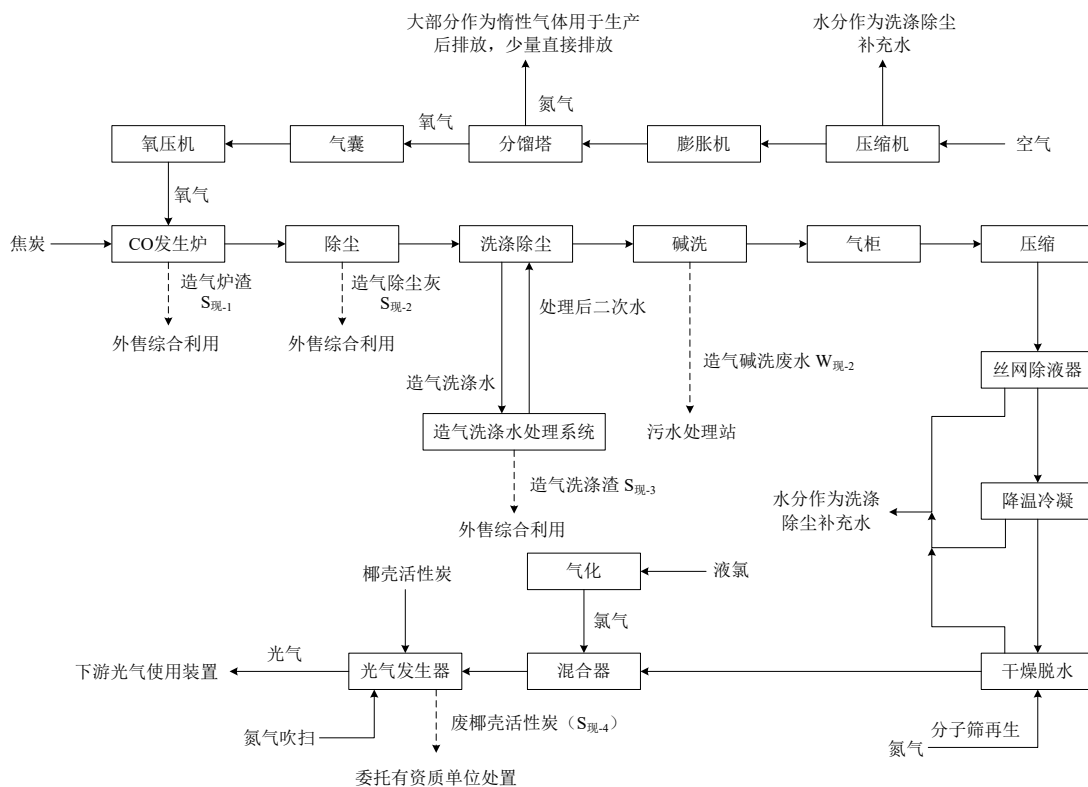 大部分作为惰性气体用于生产
后排放，少量直接排放
水分作为洗涤除尘
补充水
氮气
氧气
氧压机
气囊
分馏塔
膨胀机
压缩机
空气
氧气
焦炭
CO发生炉
除尘
洗涤除尘
碱洗
气柜
压缩
造气炉渣
S现-1
造气除尘灰
S现-2
处理后二次水
外售综合利用
外售综合利用
造气洗涤水
造气碱洗废水 W现-2
丝网除液器
造气洗涤水处理系统
污水处理站
造气洗涤渣 S现-3
水分作为洗涤
除尘补充水
降温冷凝
外售综合利用
椰壳活性炭
气化
液氯
氯气
光气
下游光气使用装置
光气发生器
混合器
干燥脱水
废椰壳活性炭（S现-4）
氮气吹扫
分子筛再生
氮气
委托有资质单位处置